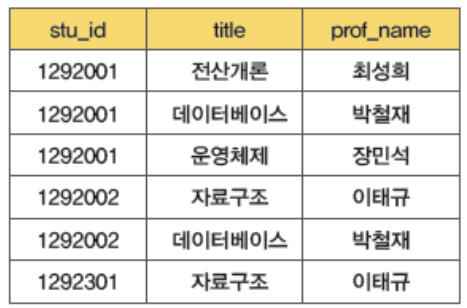 stu_id title prof_name
1292001 전산개론 최성희
1292001 데이터베이스 박철재
1292001 운영체제 장민석
1292002 자료구조 이태규
1292002 데이터베이스 박철재
1292301 자료구조 이태규